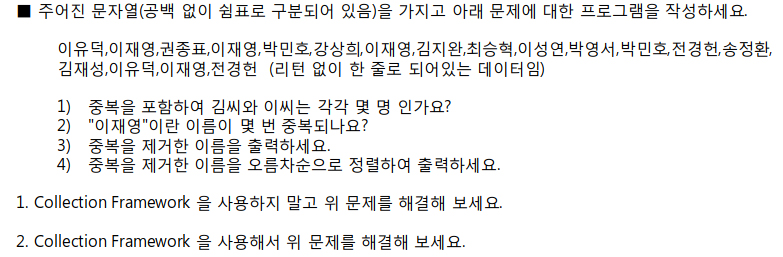 ■ 주어진 문자열(공백 없이 쉼표로 구분되어 있음)을 가지고 아래 문제에 대한 프로그램을 작성하세요.
이유덕,이재영,권종표,이재영,박민호,강상희,이재영,김지완,최승혁,이성연,박영서,박민호,전경헌,송정환,
김재성,이유덕,이재영,전경헌 (리턴 없이 한 줄로 되어있는 데이터임)
1) 중복을 포함하여 김씨와 이씨는 각각 몇 명 인가요?
2) "이재영"이란 이름이 몇 번 중복되나요?
3) 중복을 제거한 이름을 출력하세요.
4) 중복을 제거한 이름을 오름차순으로 정렬하여 출력하세요.
1. Collection Framework 을 사용하지 말고 위 문제를 해결해 보세요.
2. Collection Framework 을 사용해서 위 문제를 해결해 보세요.